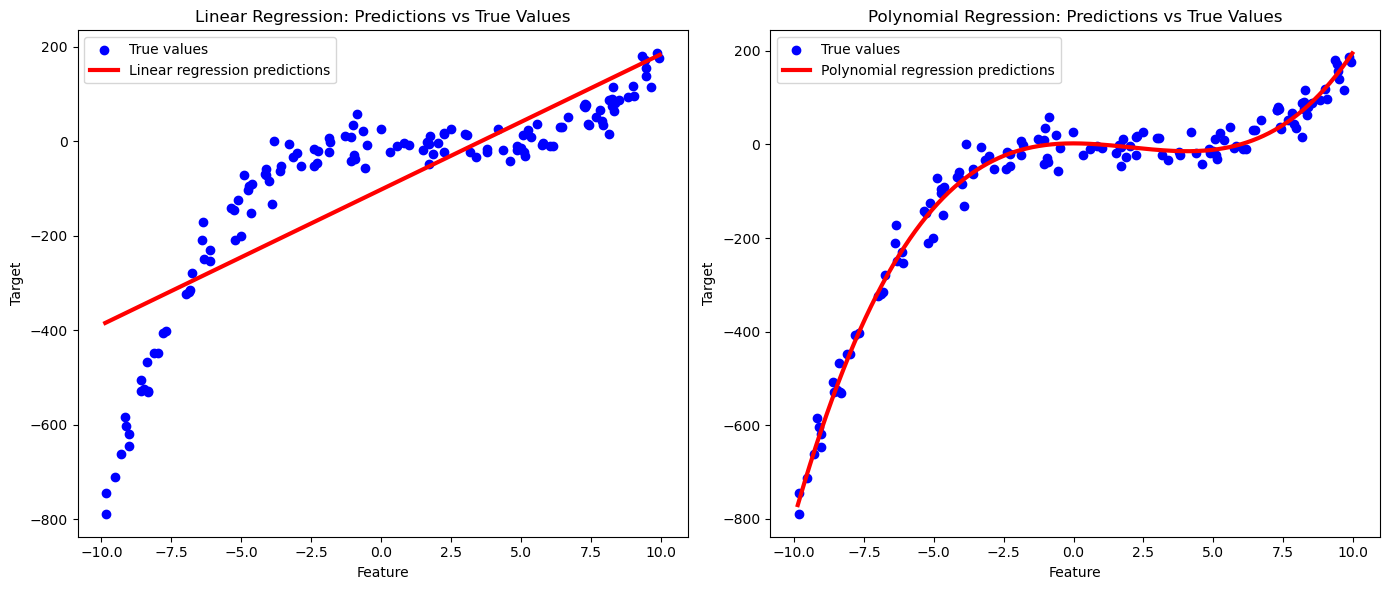 Linear Regression: Predictions vs True Values
True values
Linear regression predictions
200
0
−200
−400
−600
−800
Target
−10.0 −7.5 −5.0 −2.5 0.0 2.5 5.0 7.5 10.0
Feature
Polynomial Regression: Predictions vs True Values
True values
Polynomial regression predictions
200
0
−200
−400
−600
−800
Target
−10.0 −7.5 −5.0 −2.5 0.0 2.5 5.0 7.5 10.0
Feature